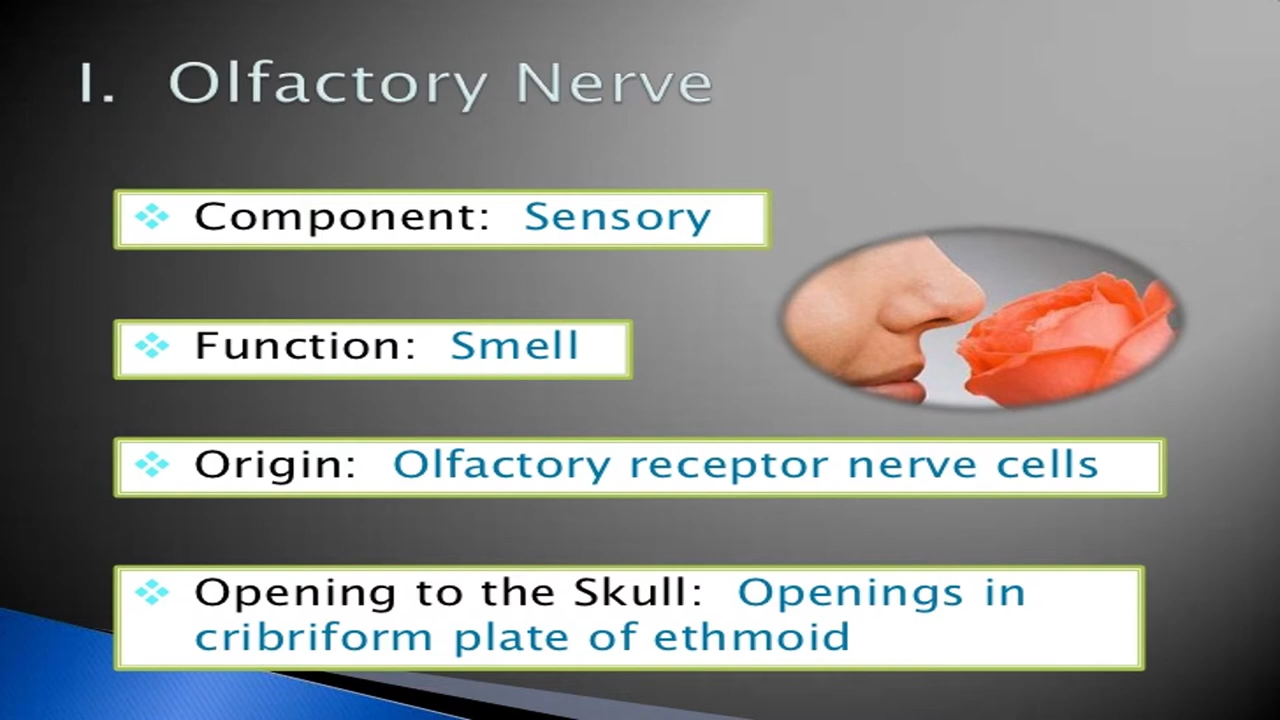 I. Olfactory Nerve
Component: Sensory
Function: Smell
Origin: Olfactory receptor nerve cells
Opening to the Skull: Openings in
cribriform plate of ethmoid